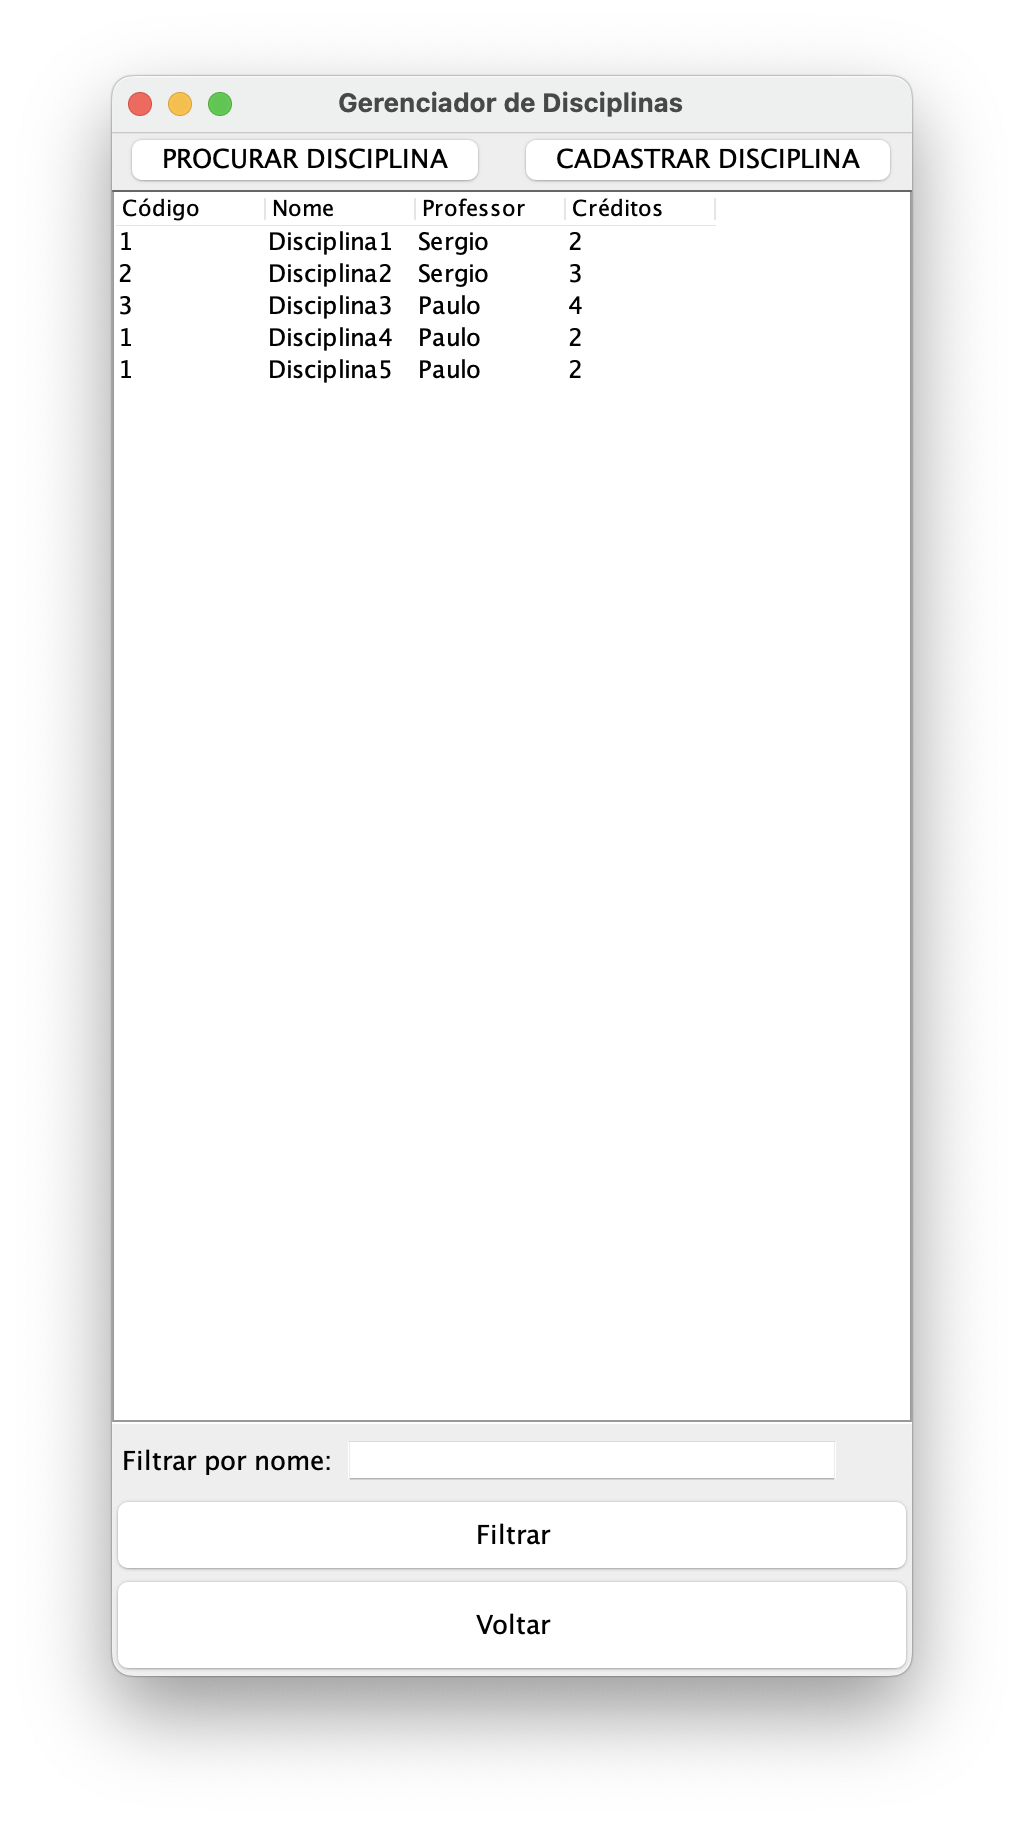 Gerenciador de Disciplinas
PROCURAR DISCIPLINA CADASTRAR DISCIPLINA
Código Nome Professor Créditos
1 Disciplina1 Sergio 2
2 Disciplina2 Sergio 3
3 Disciplina3 Paulo 4
1 Disciplina4 Paulo 2
1 Disciplina5 Paulo 2
Filtrar por nome:
Filtrar
Voltar